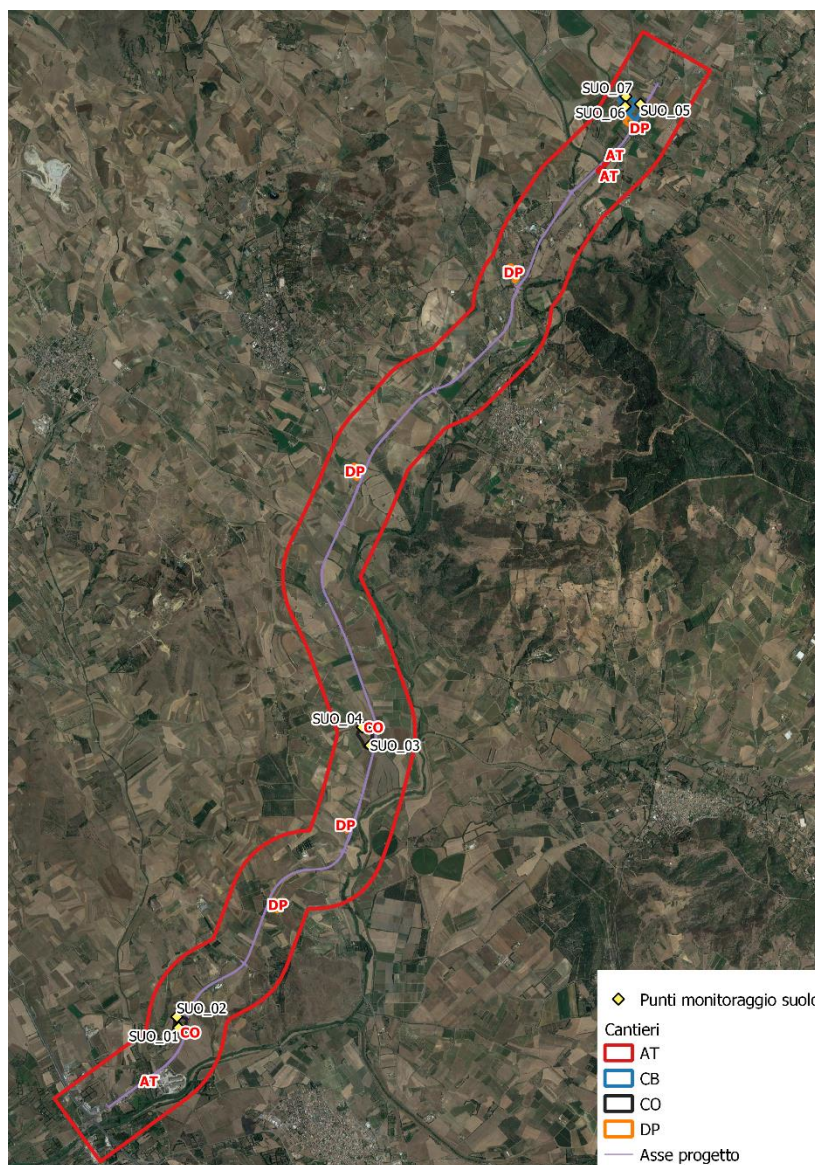 SUO_07
SUO_06
SUO_05
DP
AT
AT
DP
DP
SUO_04
CO
SUO_03
DP
DP
SUO_02
SUO_01
CO
AT
Punti monitoraggio suolo
Cantieri
AT
CB
CO
DP
Asse progetto